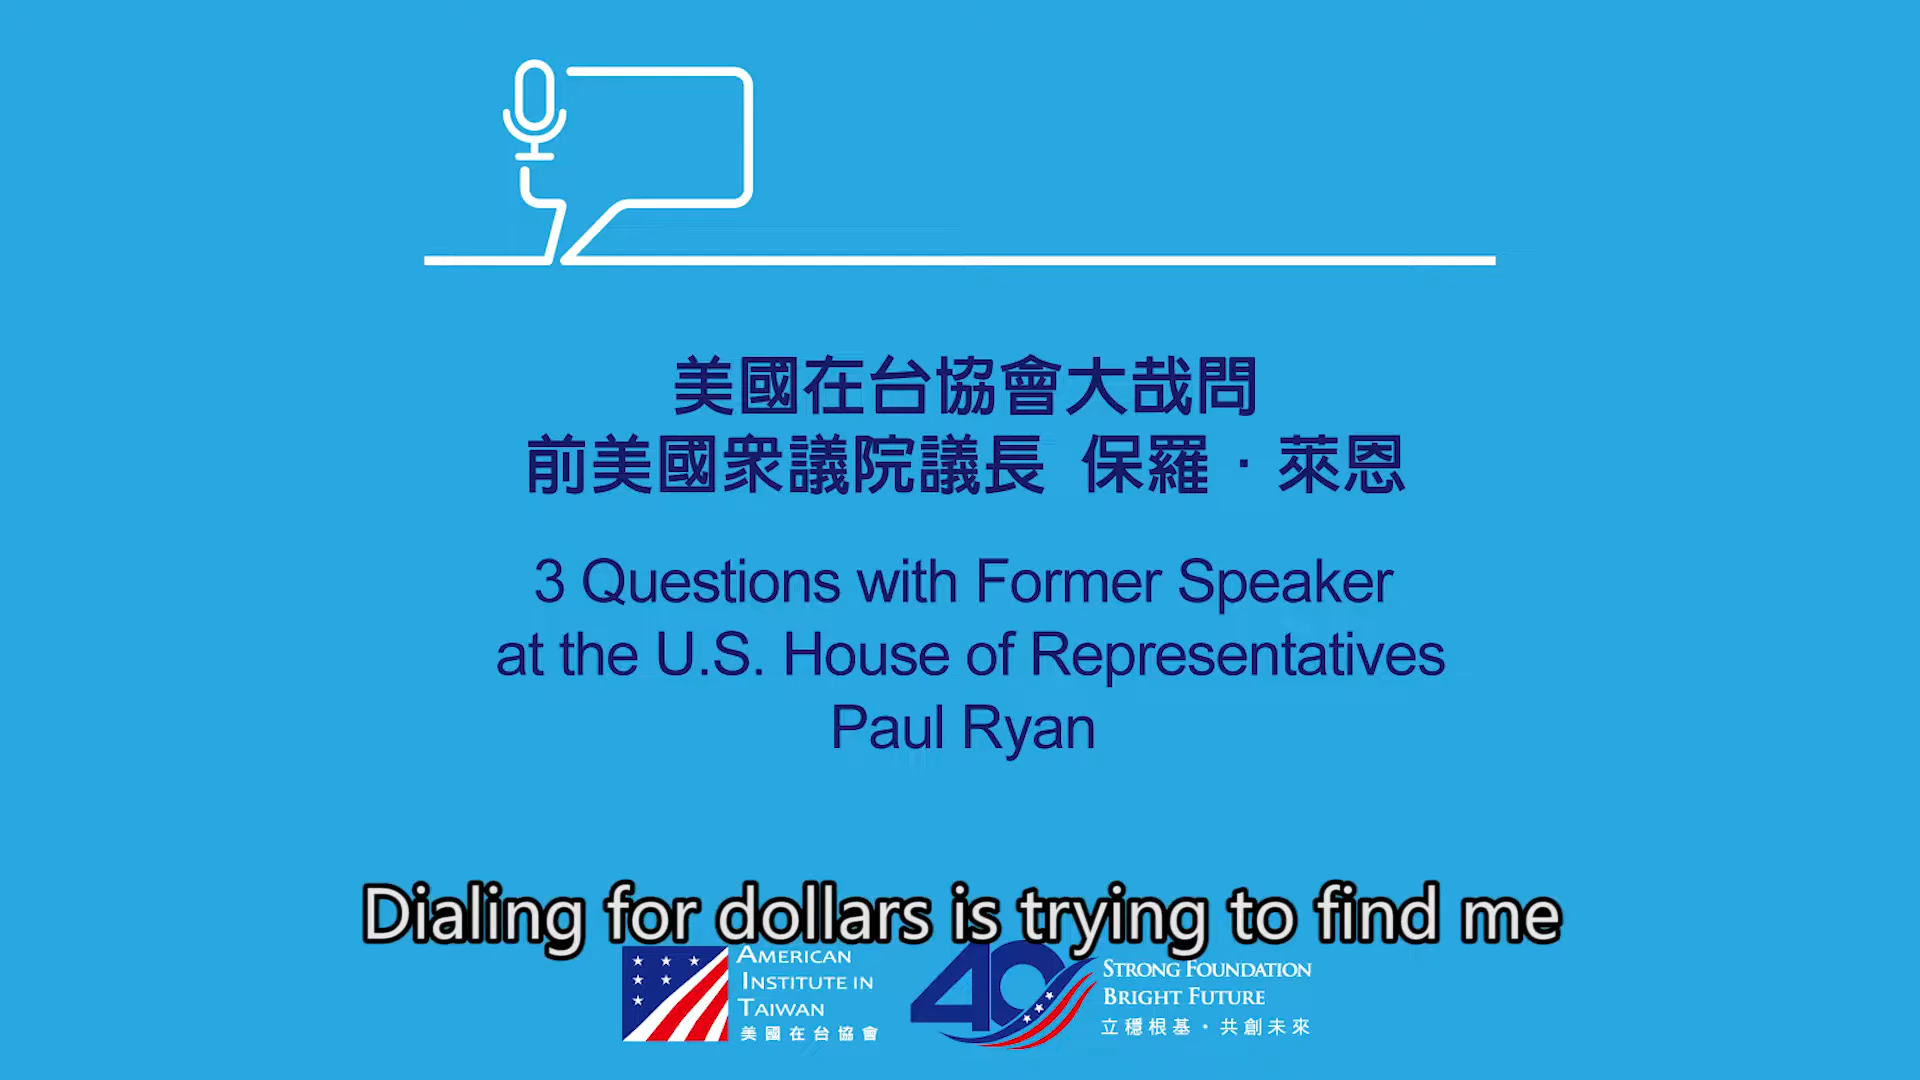 美國在台協會大哉問
前美國眾議院議長 保羅·萊恩
3 Questions with Former Speaker
at the U.S. House of Representatives
Paul Ryan
Dialing for dollars is trying to find me
AMERICAN
INSTITUTE IN
TAIWAN
美國在台協會
40
STRONG FOUNDATION
BRIGHT FUTURE
立穩根基·共創未來